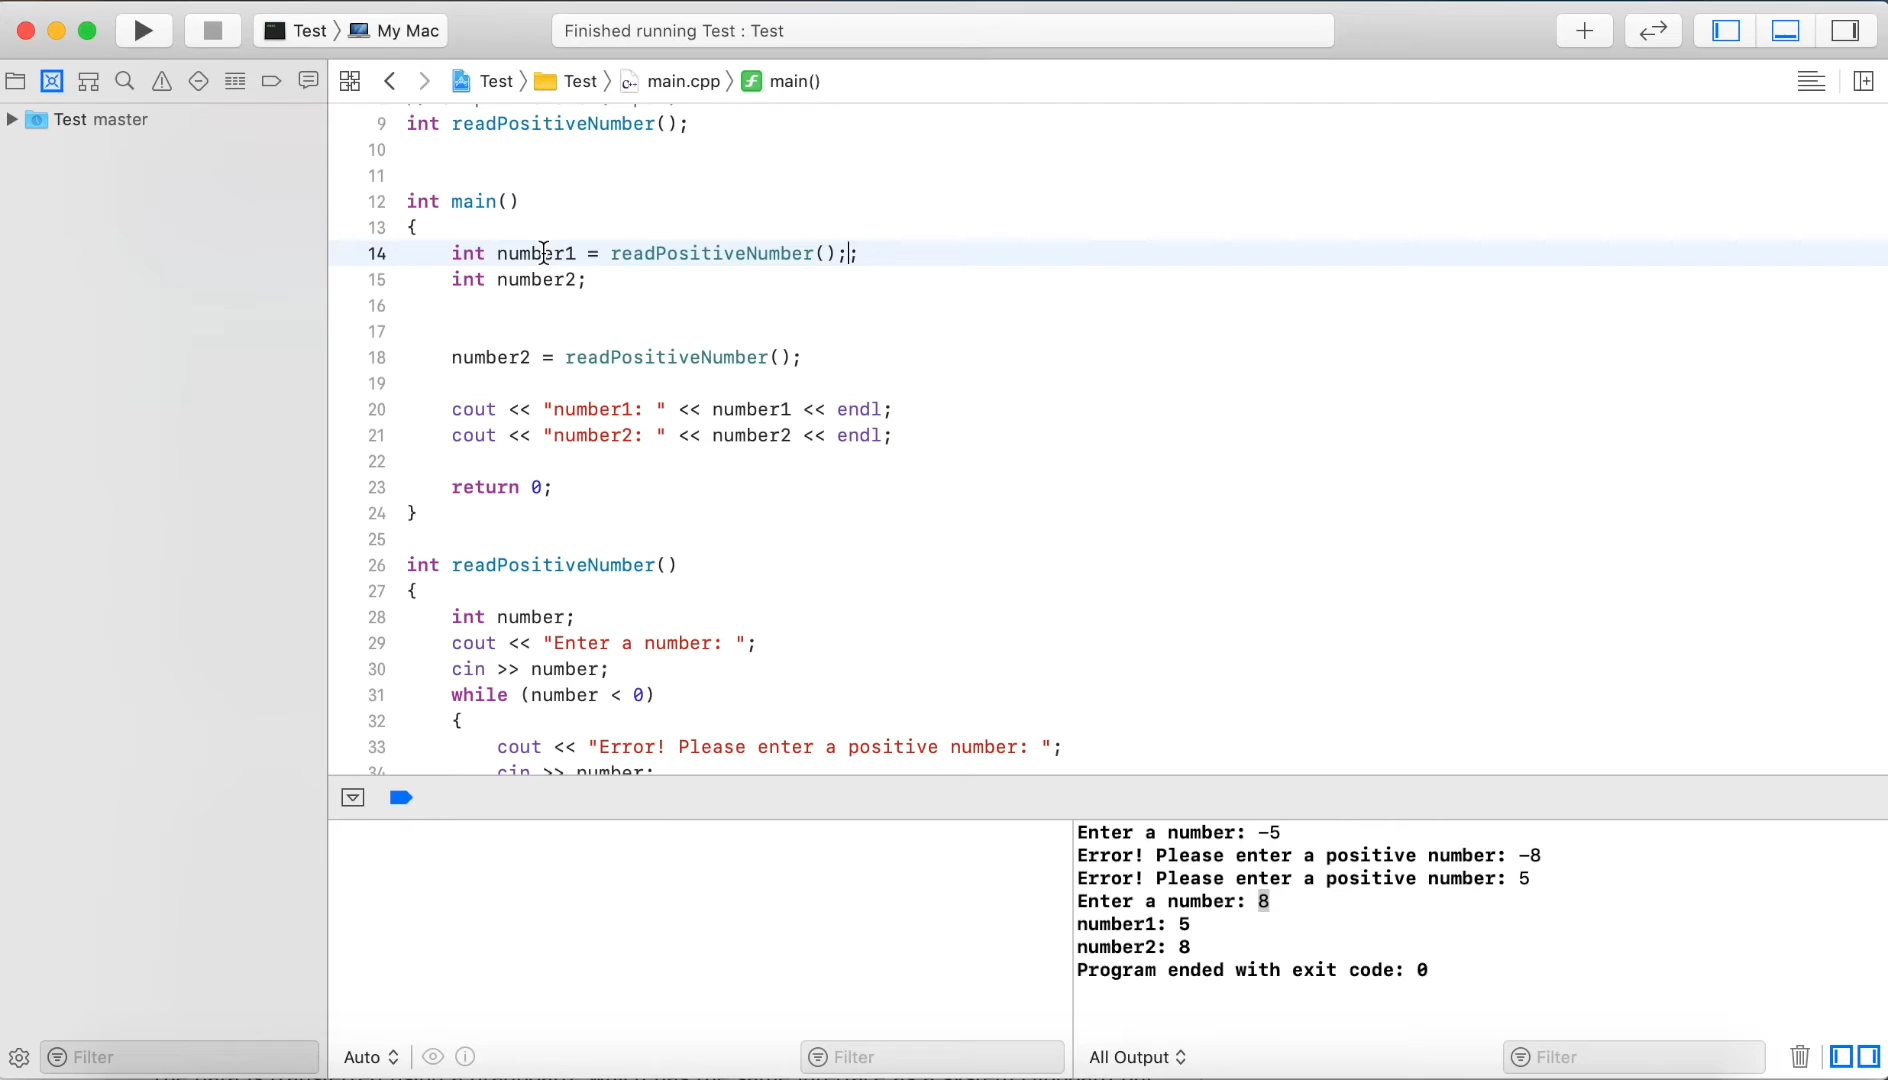 Test 〉 My Mac
Finished running Test : Test
Test 〉 Test 〉 main.cpp 〉 main()
Test master
9 int readPositiveNumber();
10
11
12 int main()
13 {
14 int number1 = readPositiveNumber();;
15 int number2;
16
17
18 number2 = readPositiveNumber();
19
20 cout << "number1: " << number1 << endl;
21 cout << "number2: " << number2 << endl;
22
23 return 0;
24 }
25
26 int readPositiveNumber()
27 {
28 int number;
29 cout << "Enter a number: ";
30 cin >> number;
31 while (number < 0)
32 {
33 cout << "Error! Please enter a positive number: ";
34 cin >> number;
Enter a number: -5
Error! Please enter a positive number: -8
Error! Please enter a positive number: 5
Enter a number: 8
number1: 5
number2: 8
Program ended with exit code: 0
Filter
Auto
Filter
All Output
Filter